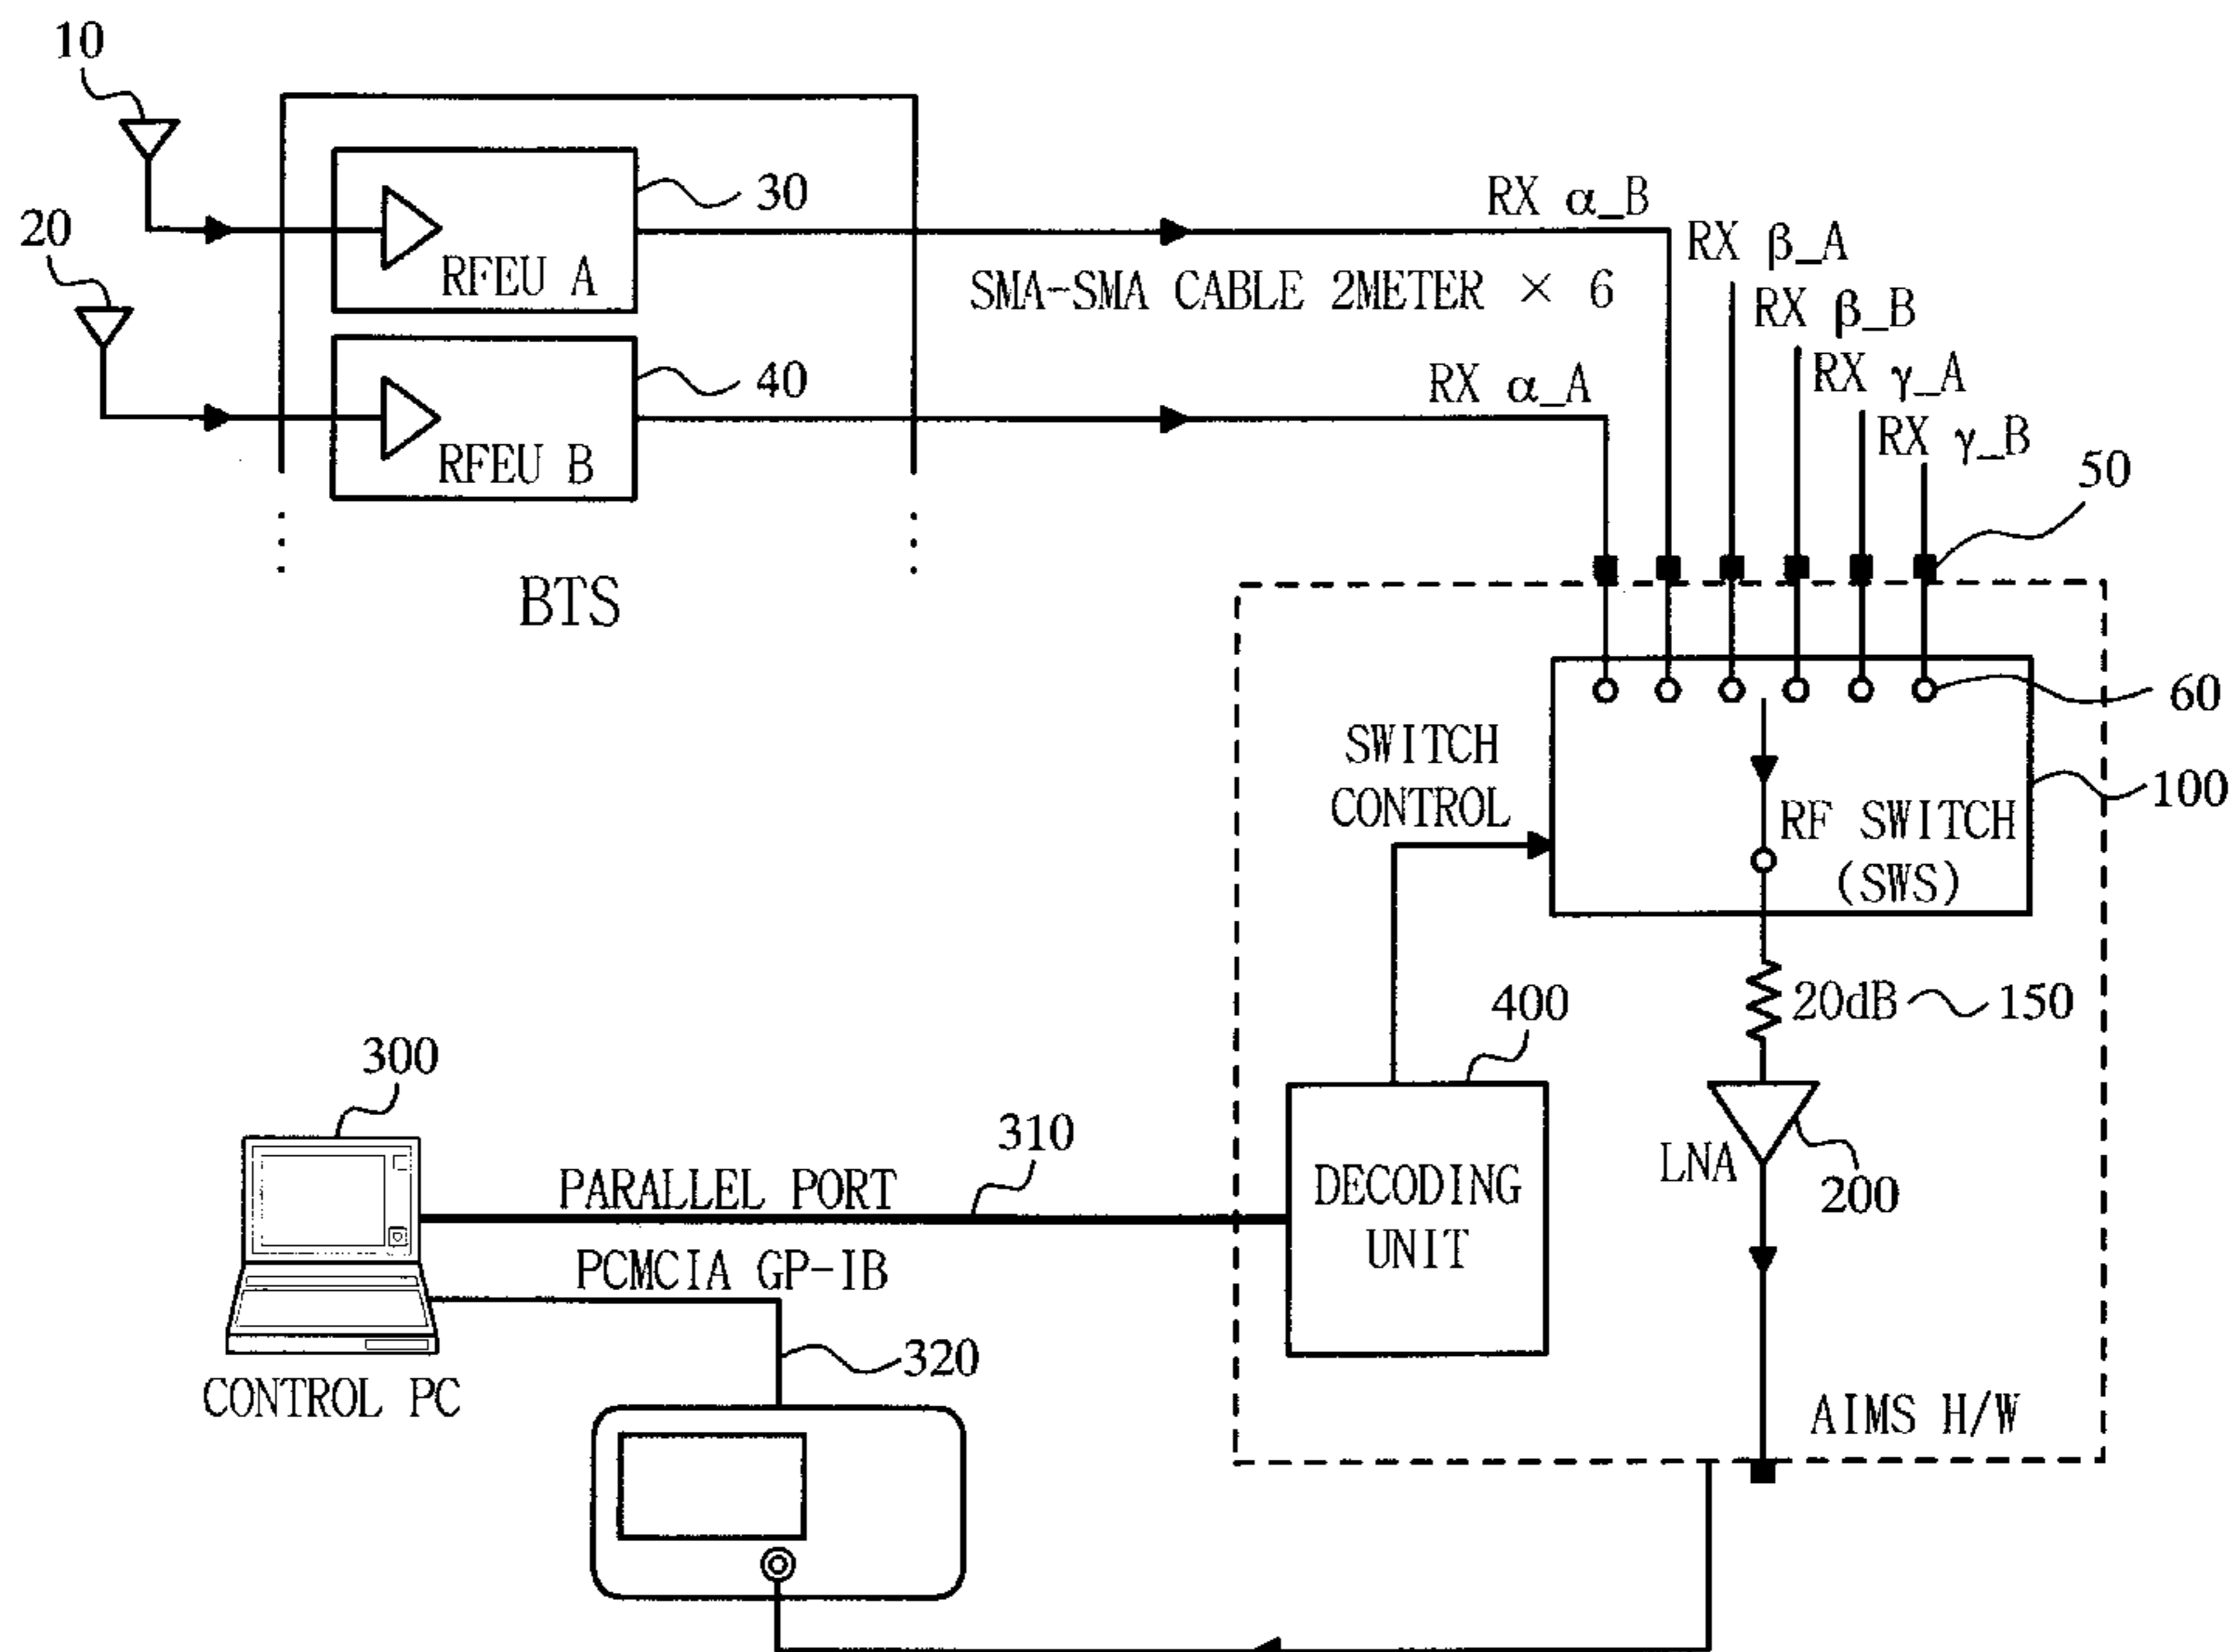 10
30
RX α_B
20
RX β_A
RFEU A
SMA-SMA CABLE 2METER × 6
RX β_B
40
RX α_A
RX γ_A
RX γ_B
RFEU B
50
BTS
60
SWITCH
CONTROL
100
RF SWITCH
(SWS)
400
20dB
150
300
310
LNA
200
PARALLEL PORT
DECODING
UNIT
PCMCIA GP-IB
320
CONTROL PC
AIMS H/W